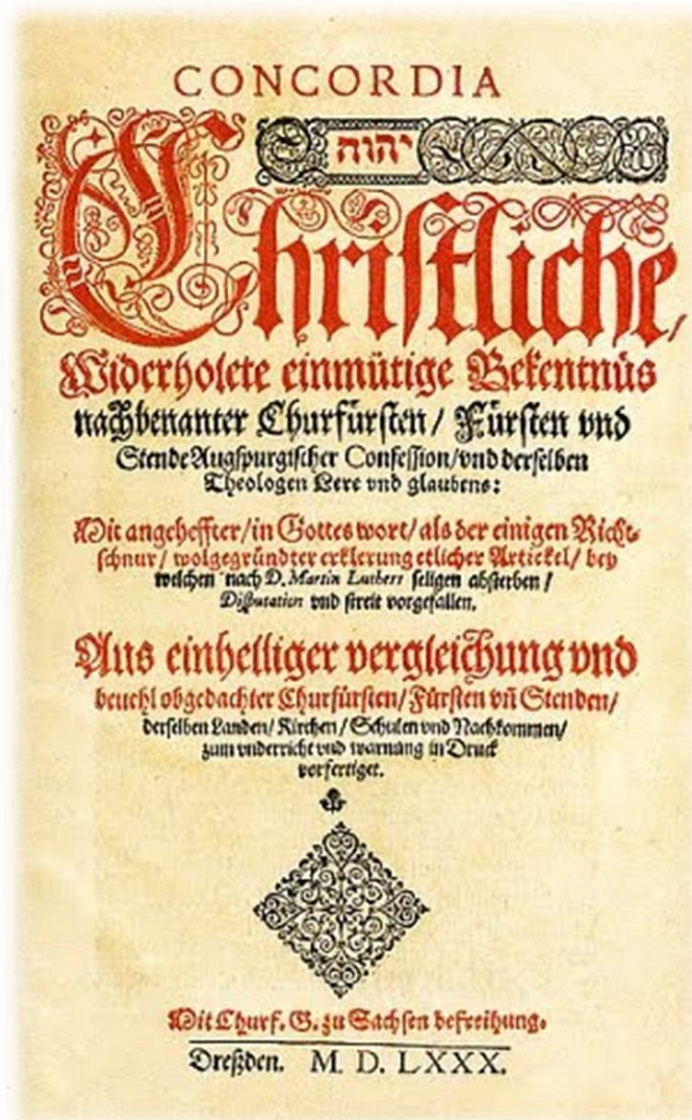 CONCORDIA
יהוה
Christliche,
Widerholete einmütige Bekentnüs
nachbenanter Churfürsten / Fürsten vnd
Stende Augspurgischer Confession / vnd derselben
Theologen Lere vnd glaubens:
Mit angeheffter / in Gottes wort / als der einigen Richt-
schnur / wolgegründter erklerung etlicher Artickel / bey
welchen nach D. Martin Luthers seligen absterben /
Disputation vnd streit vorgefallen.
Aus einhelliger vergleichung vnd
beuehl obgedachter Churfürsten / Fürsten vn̄ Stenden /
derselben Landen / Kirchen / Schulen vnd Nachkommen /
zum vnderricht vnd warnung in Druck
vorfertiget.
Mit Churf. G. zu Sachsen befreihung.
Dreßden. M. D. LXXX.